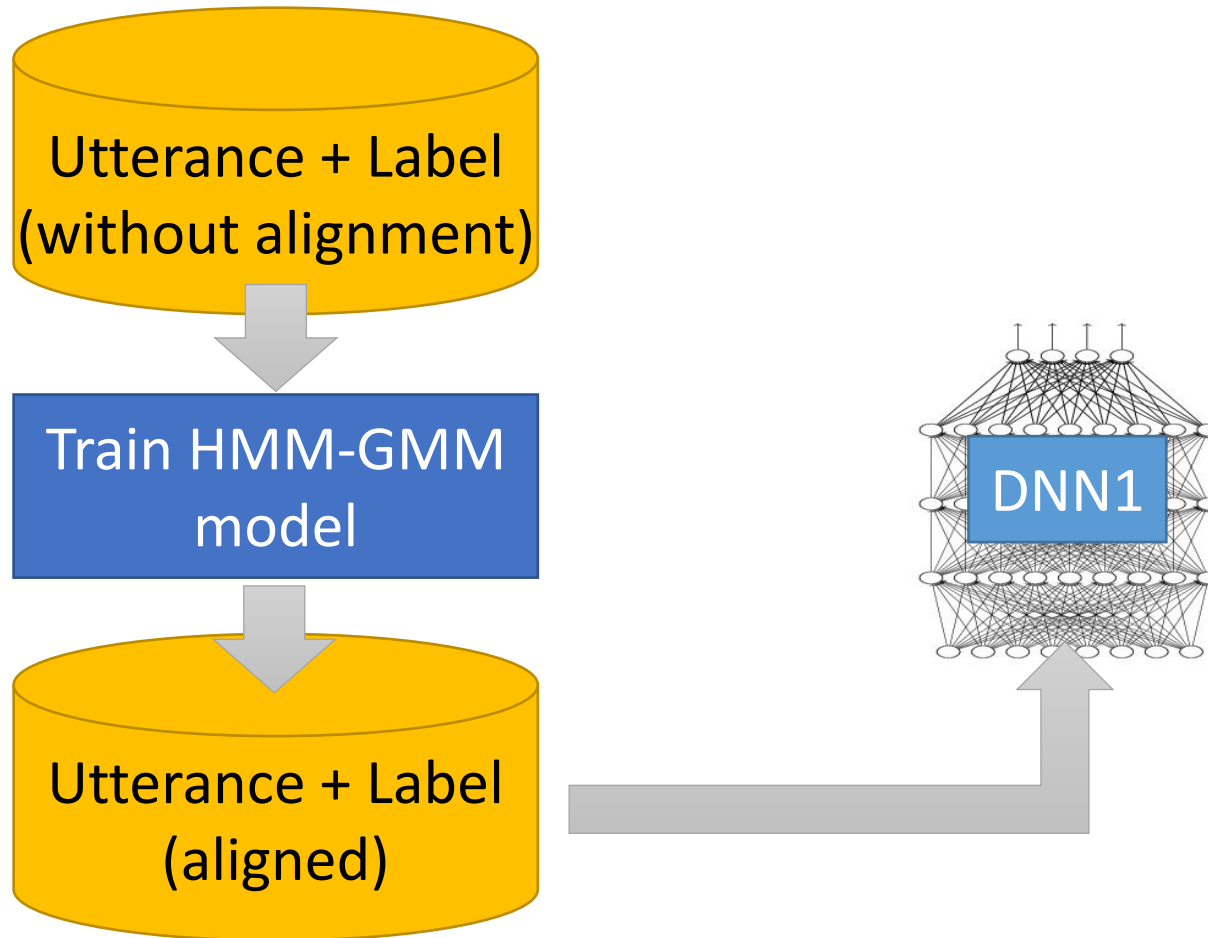 Utterance + Label
(without alignment)
Train HMM-GMM
model
DNN1
Utterance + Label
(aligned)